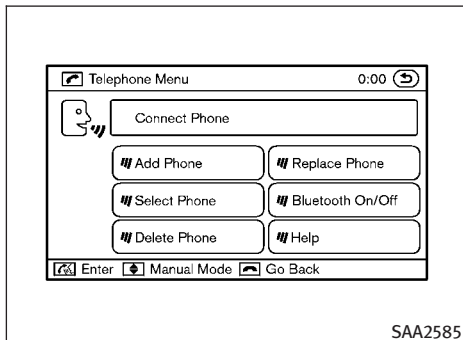 Telephone Menu 0:00
Connect Phone
Add Phone Replace Phone
Select Phone Bluetooth On/Off
Delete Phone Help
Enter Manual Mode Go Back
SAA2585